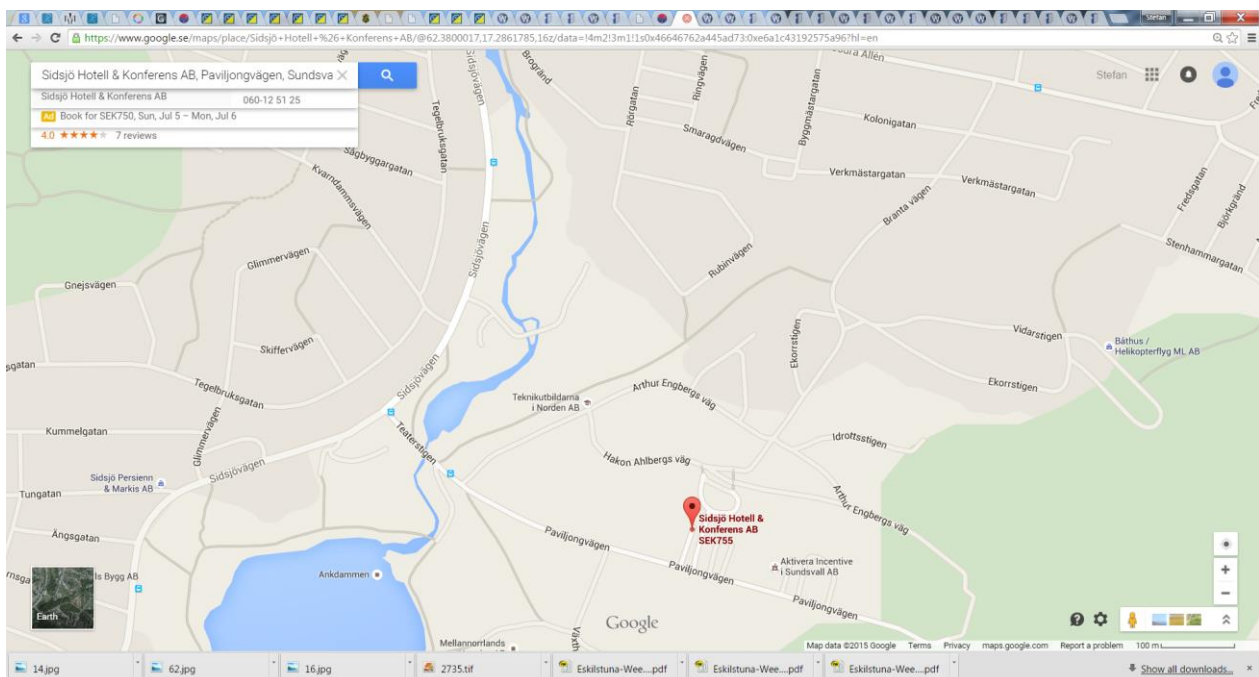 Stefan
https://www.google.se/maps/place/Sidsjö+Hotell+%26+Konferens+AB/@62.3800017,17.2861785,16z/data=!4m2!3m1!1s0x46646762a445ad73:0xe6a1c43192575a96?hl=en
Sidsjö Hotell & Konferens AB, Paviljongvägen, Sundsva
Stefan
Sidsjö Hotell & Konferens AB
060-12 51 25
Ad Book for SEK750, Sun, Jul 5 – Mon, Jul 6
4.0 7 reviews
Sidsjövägen
Brogränd
Rörgatan
Ringvägen
Byggmästargatan
Kolonigatan
Tegelbruksgatan
Smaragdvägen
Sågbyggargatan
Kvarndammsvägen
Verkmästargatan
Verkmästargatan
Fredsgatan
Björkgränd
Branta vägen
Stenhammargatan
Sidsjövägen
Glimmervägen
Rubinvägen
Gnejsvägen
Skiffervägen
Sidsjövägen
Ekorrstigen
Vidarstigen
Båthus /
Helikopterflyg ML AB
sgatan
Tegelbruksgatan
Teknikutbildarna
i Norden AB
Arthur Engbergs väg
Ekorrstigen
Kummelgatan
Glimmervägen
Teaterstigen
Idrottsstigen
Sidsjövägen
Hakon Ahlbergs väg
Sidsjö Persienn
& Markis AB
Tungatan
Arthur Engbergs väg
Sidsjö Hotell &
Konferens AB
SEK755
Ängsgatan
Paviljongvägen
Paviljongvägen
Aktivera Incentive
i Sundsvall AB
ls Bygg AB
Ankdammen
Earth
Paviljongvägen
Google
Mellannorrlands
Växth
Map data ©2015 Google Terms Privacy maps.google.com Report a problem 100 m
14.jpg
62.jpg
16.jpg
2735.tif
Eskilstuna-Wee....pdf
Eskilstuna-Wee....pdf
Eskilstuna-Wee....pdf
Show all downloads...